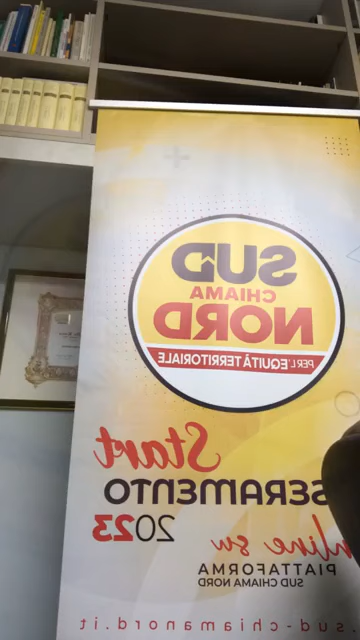 SUD
CHIAMA
NORD
PER L'EQUITÀ TERRITORIALE
Start
SERAMENTO
2023
nline su
PIATTAFORMA
SUD CHIAMA NORD
.sud-chiamanord.it